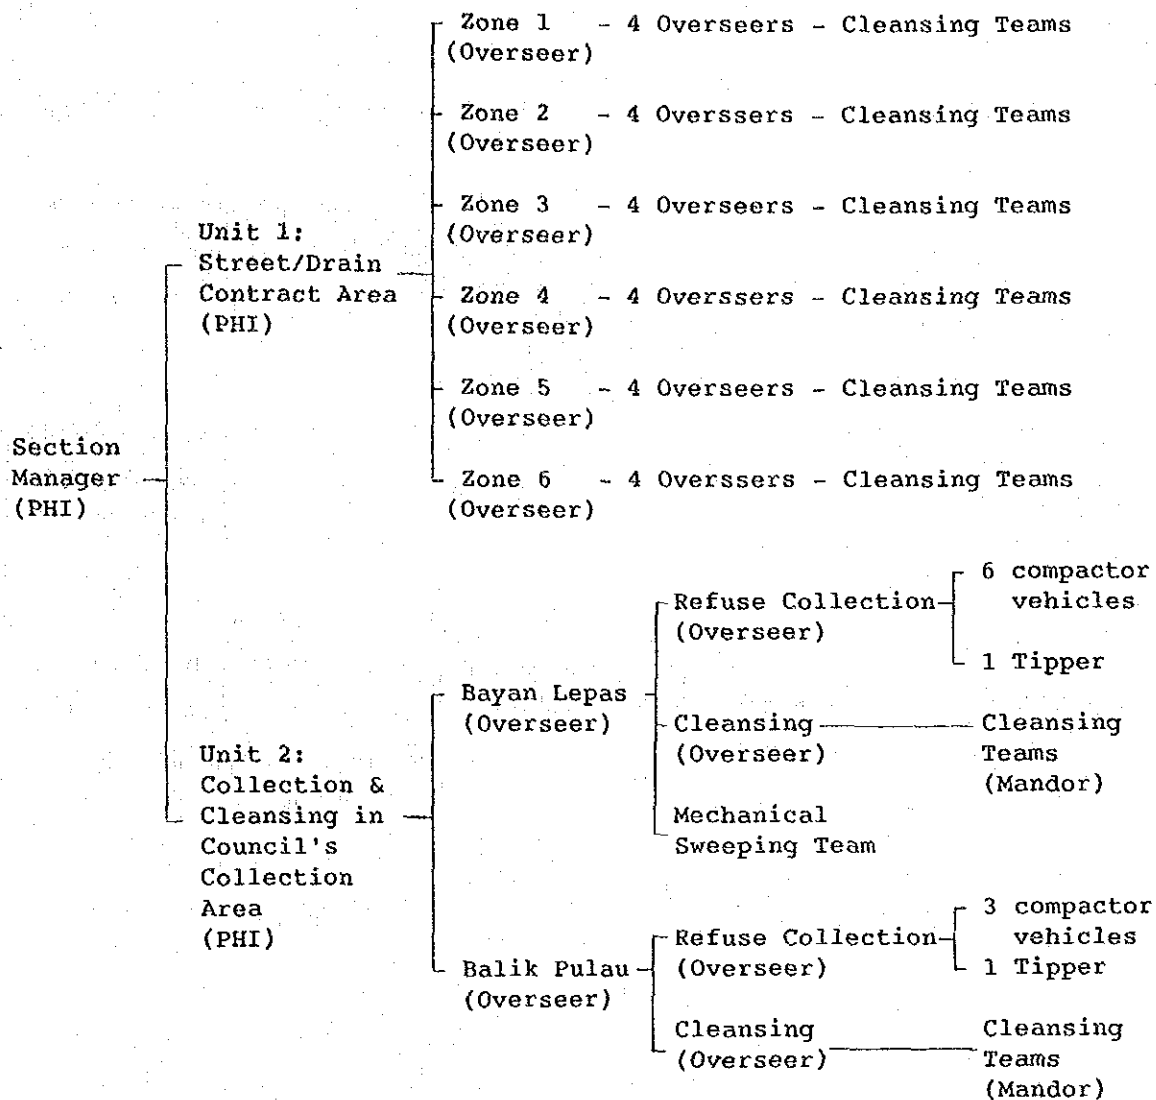 Zone 1 - 4 Overseers - Cleansing Teams
(Overseer)
Zone 2 - 4 Overssers - Cleansing Teams
(Overseer)
Zone 3 - 4 Overseers - Cleansing Teams
(Overseer)
Unit 1:
Street/Drain
Contract Area
(PHI)
Zone 4 - 4 Overssers - Cleansing Teams
(Overseer)
Zone 5 - 4 Overseers - Cleansing Teams
(Overseer)
Zone 6 - 4 Overssers - Cleansing Teams
(Overseer)
Section
Manager
(PHI)
Unit 2:
Collection &
Cleansing in
Council's
Collection
Area
(PHI)
Bayan Lepas
(Overseer)
Refuse Collection
(Overseer)
6 compactor
vehicles
1 Tipper
Cleansing
(Overseer)
Cleansing
Teams
(Mandor)
Mechanical
Sweeping Team
Balik Pulau
(Overseer)
Refuse Collection
(Overseer)
3 compactor
vehicles
1 Tipper
Cleansing
(Overseer)
Cleansing
Teams
(Mandor)